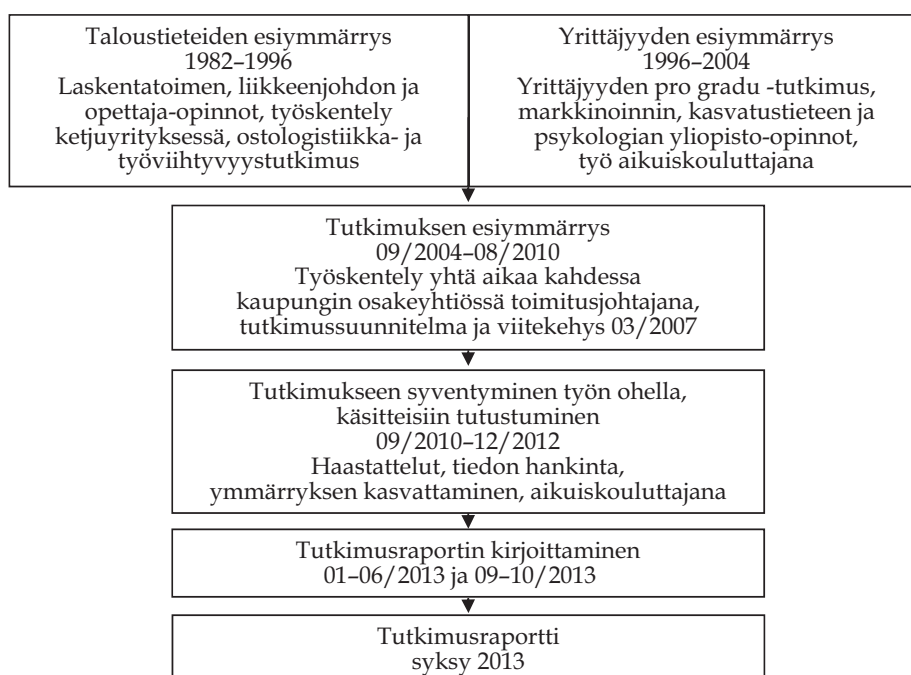 Taloustieteiden esiymmärrys
1982–1996
Laskentatoimen, liikkeenjohdon ja
opettaja-opinnot, työskentely
ketjuyrityksessä, ostologistiikka- ja
työviihtyvyystutkimus
Yrittäjyyden esiymmärrys
1996–2004
Yrittäjyyden pro gradu -tutkimus,
markkinoinnin, kasvatustieteen ja
psykologian yliopisto-opinnot,
työ aikuiskouluttajana
Tutkimuksen esiymmärrys
09/2004–08/2010
Työskentely yhtä aikaa kahdessa
kaupungin osakeyhtiössä toimitusjohtajana,
tutkimussuunnitelma ja viitekehys 03/2007
Tutkimukseen syventyminen työn ohella,
käsitteisiin tutustuminen
09/2010–12/2012
Haastattelut, tiedon hankinta,
ymmärryksen kasvattaminen, aikuiskouluttajana
Tutkimusraportin kirjoittaminen
01–06/2013 ja 09–10/2013
Tutkimusraportti
syksy 2013